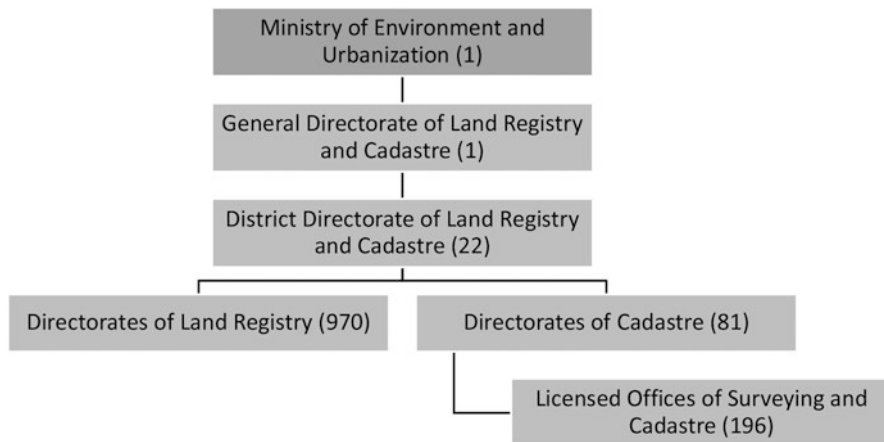 Ministry of Environment and
Urbanization (1)
General Directorate of Land Registry
and Cadastre (1)
District Directorate of Land Registry
and Cadastre (22)
Directorates of Land Registry (970)
Directorates of Cadastre (81)
Licensed Offices of Surveying and
Cadastre (196)